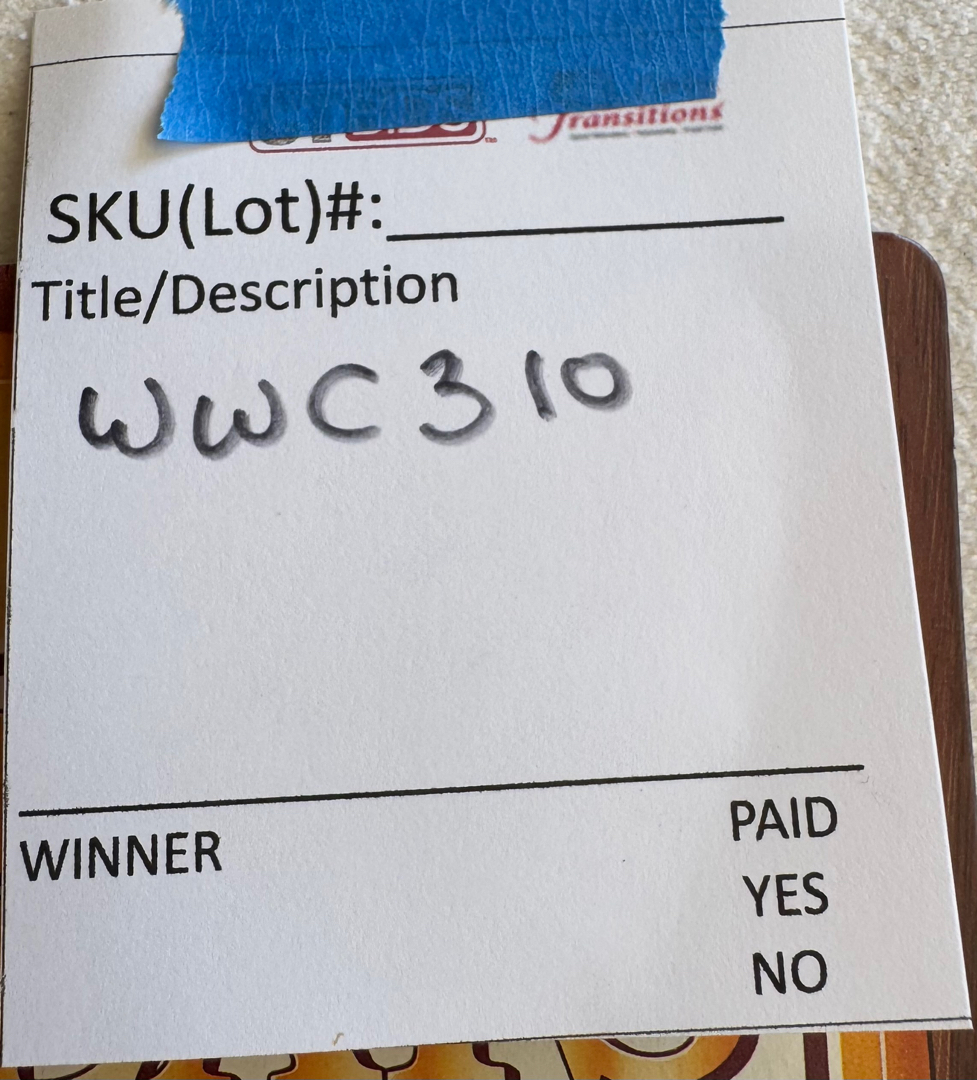 Transitions
SKU(Lot)#:
Title/Description
WWC310
WINNER
PAID
YES
NO